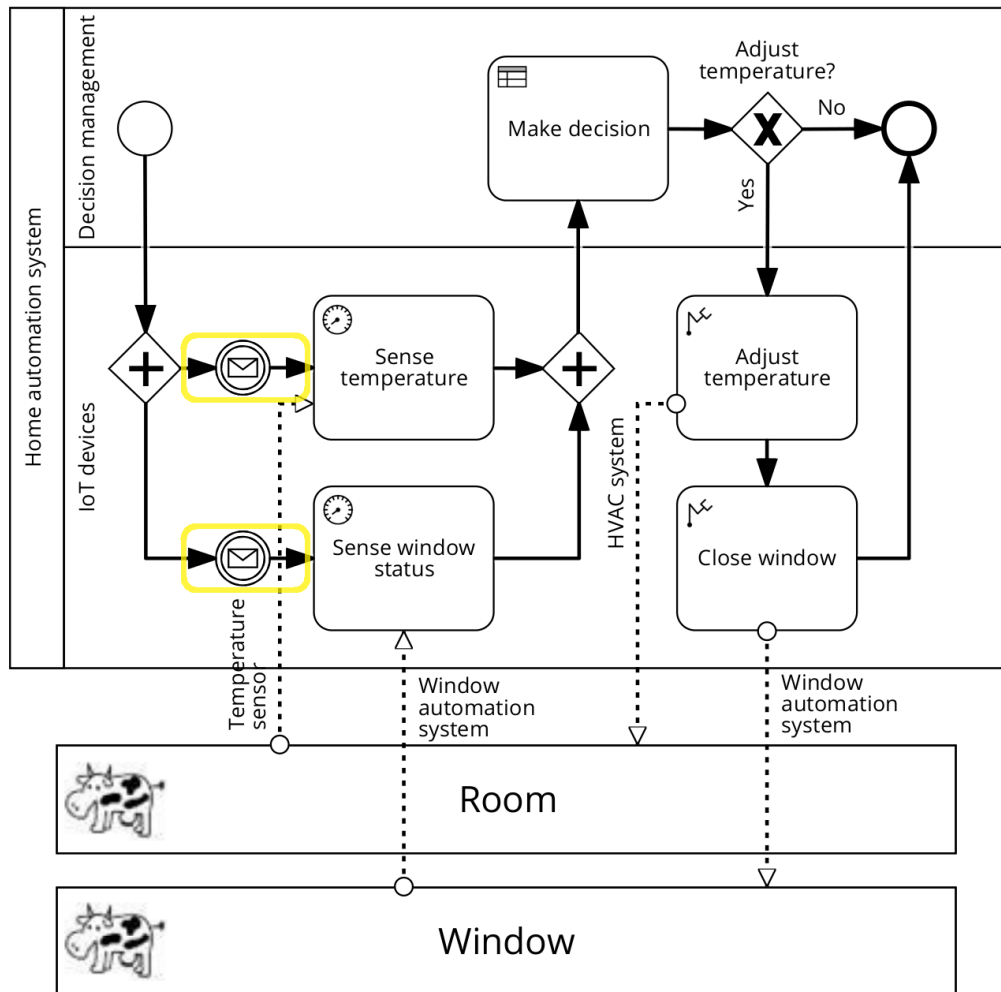 Home automation system
Decision management
Make decision
Adjust
temperature?
No
Yes
IoT devices
Sense
temperature
Sense window
status
Adjust
temperature
Close window
HVAC system
Temperature
sensor
Window
automation
system
Window
automation
system
Room
Window